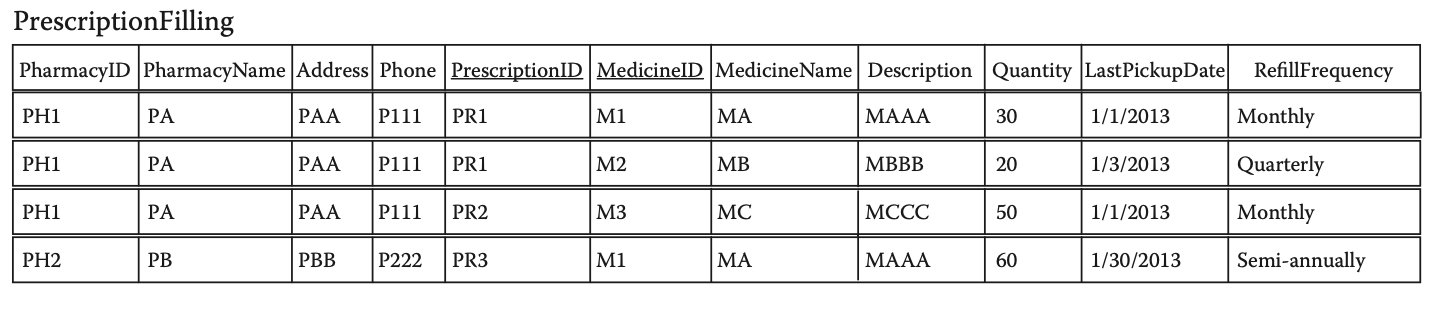 PrescriptionFilling
PharmacyID PharmacyName Address Phone PrescriptionID MedicineID MedicineName Description Quantity LastPickupDate RefillFrequency
PH1 PA PAA P111 PR1 M1 MA MAAA 30 1/1/2013 Monthly
PH1 PA PAA P111 PR1 M2 MB MBBB 20 1/3/2013 Quarterly
PH1 PA PAA P111 PR2 M3 MC MCCC 50 1/1/2013 Monthly
PH2 PB PBB P222 PR3 M1 MA MAAA 60 1/30/2013 Semi-annually